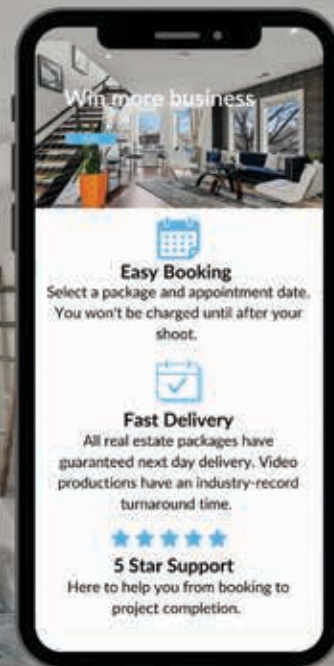 Win more business
Easy Booking
Select a package and appointment date.
You won't be charged until after your
shoot.
Fast Delivery
All real estate packages have
guaranteed next day delivery. Video
productions have an industry-record
turnaround time.
5 Star Support
Here to help you from booking to
project completion.